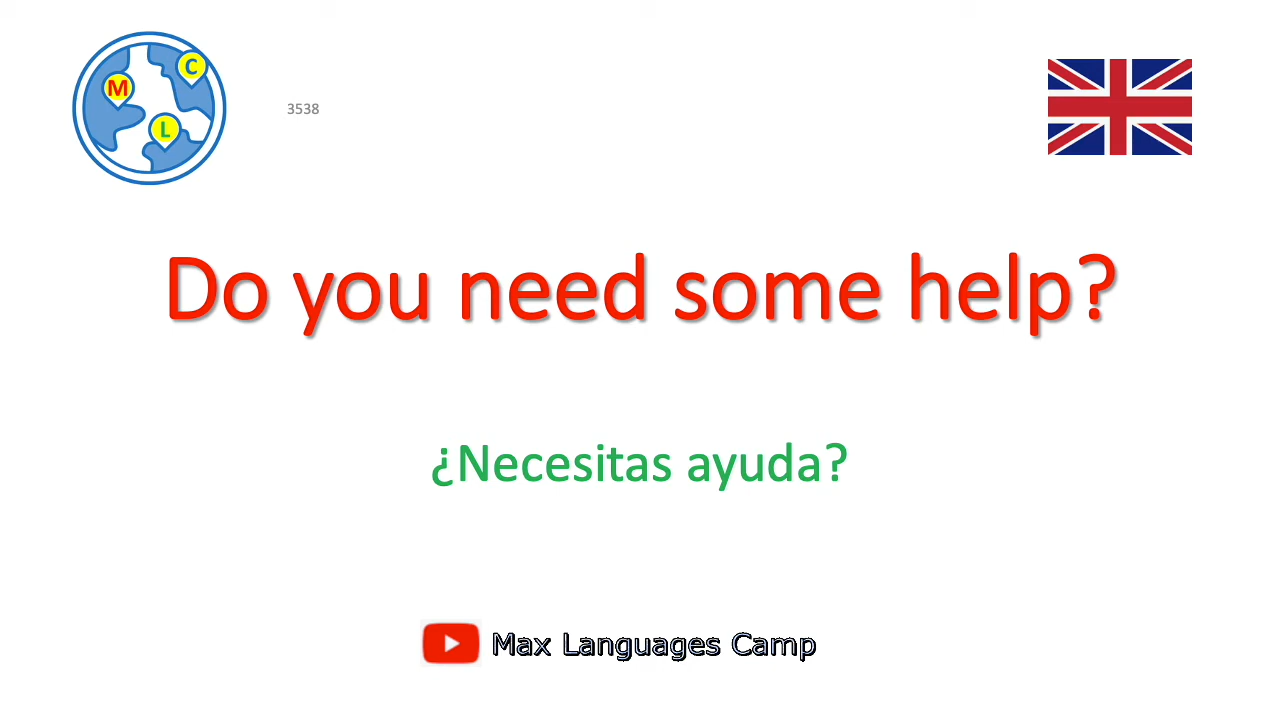 M
C
L
3538
Do you need some help?
¿Necesitas ayuda?
Max Languages Camp